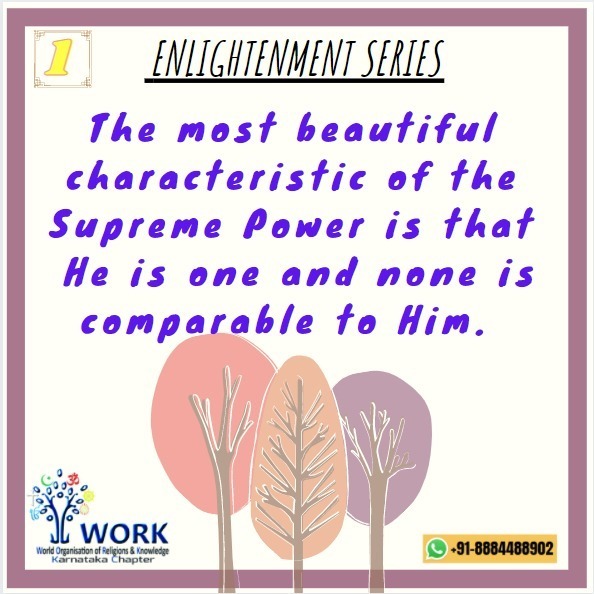 1
ENLIGHTENMENT SERIES
The most beautiful
characteristic of the
Supreme Power is that
He is one and none is
comparable to Him.
WORK
World Organisation of Religions & Knowledge
Karnataka Chapter
+91-8884488902